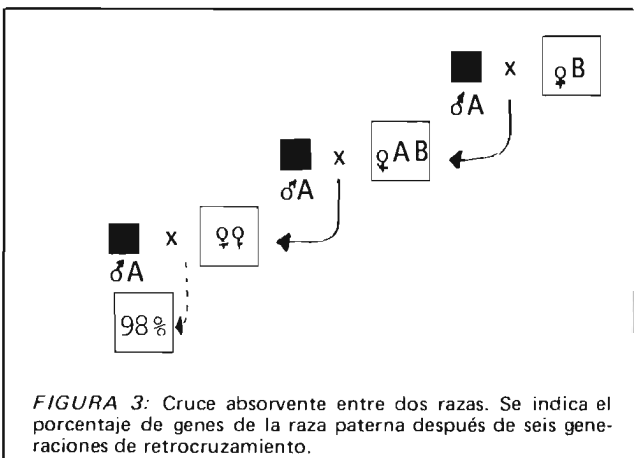 x ♀B
♂A
x ♀AB
♂A
x ♀♀
♂A
98%
FIGURA 3: Cruce absorvente entre dos razas. Se indica el
porcentaje de genes de la raza paterna después de seis gene-
raciones de retrocruzamiento.